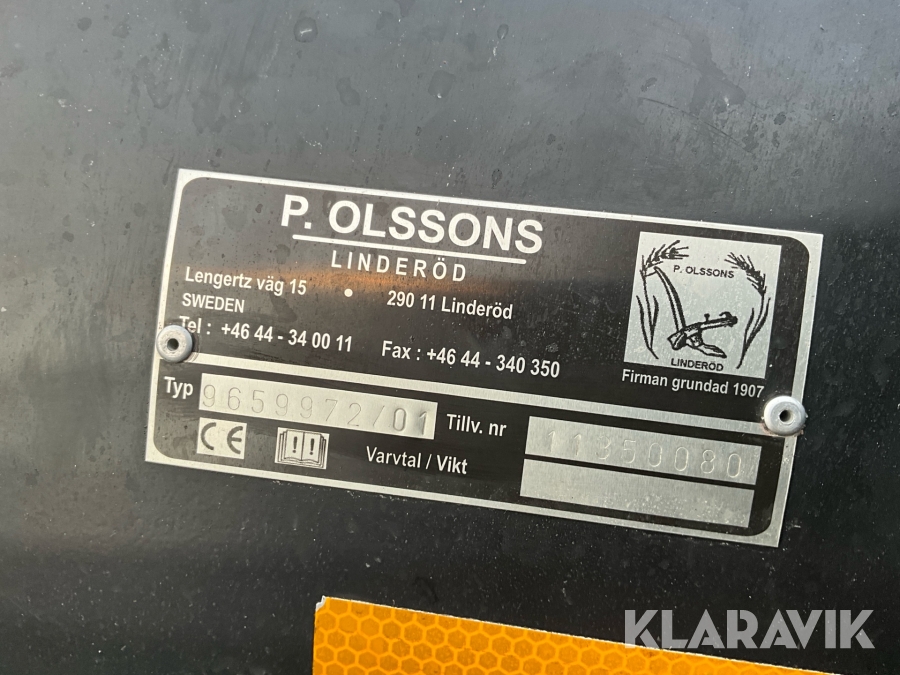 P. OLSSONS
LINDERÖD
Lengertz väg 15 • 290 11 Linderöd
SWEDEN
Tel : +46 44 - 34 00 11 Fax : +46 44 - 340 350
P. OLSSONS
LINDERÖD
Firman grundad 1907
Typ 9659972/01 Tillv. nr 11350080
CE
Varvtal / Vikt
KLARAVIK